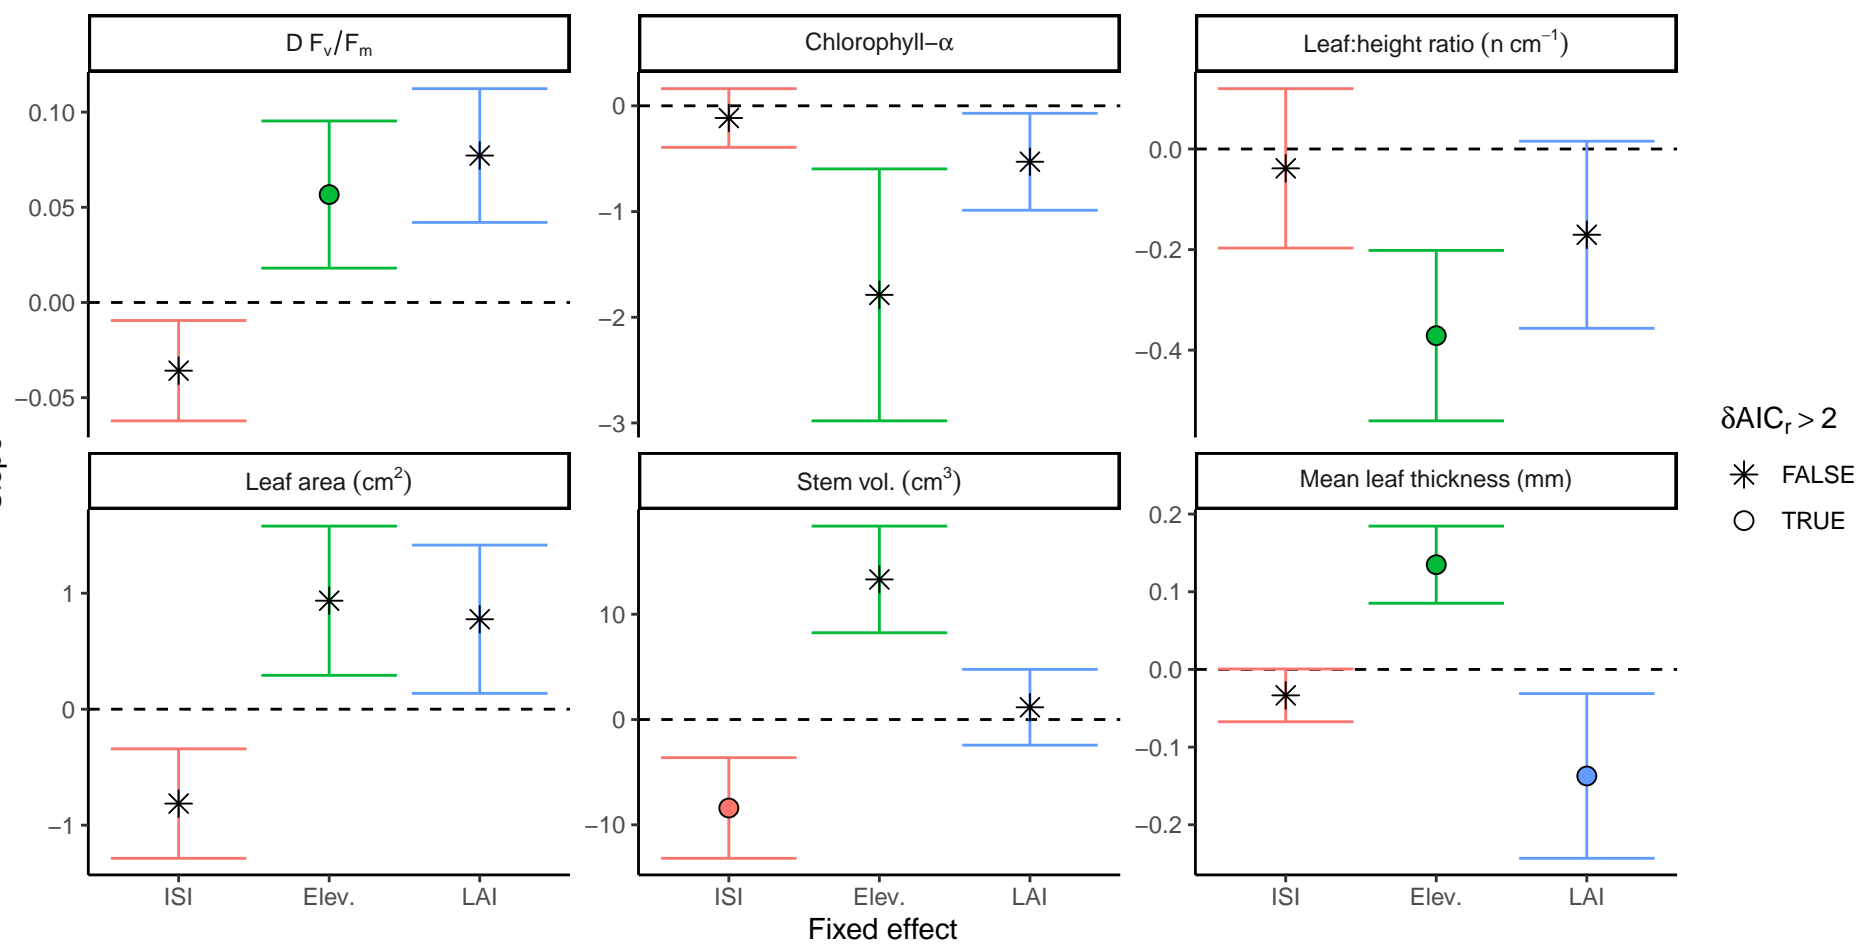 D Fv/Fm
Chlorophyll−α
Leaf:height ratio (n cm−1)
0.10
0.05
0.00
−0.05
0
−1
−2
−3
0.0
−0.2
−0.4
Leaf area (cm2)
Stem vol. (cm3)
Mean leaf thickness (mm)
1
0
−1
10
0
−10
0.2
0.1
0.0
−0.1
−0.2
ISI Elev. LAI
ISI Elev. LAI
ISI Elev. LAI
Fixed effect
δAICr > 2
FALSE
TRUE